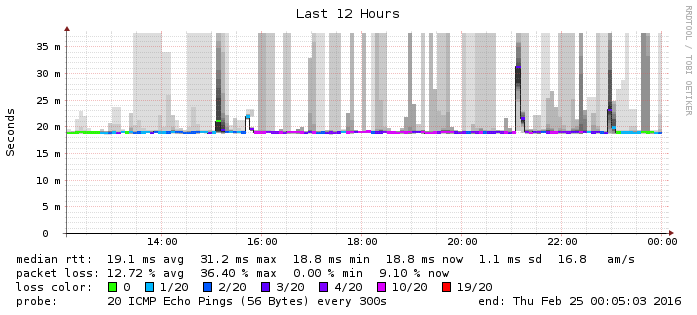 Last 12 Hours
RRDTOOL / TOBI OETIKER
Seconds
35 m
30 m
25 m
20 m
15 m
10 m
5 m
0
14:00 16:00 18:00 20:00 22:00 00:00
median rtt: 19.1 ms avg 31.2 ms max 18.8 ms min 18.8 ms now 1.1 ms sd 16.8 am/s
packet loss: 12.72 % avg 36.40 % max 0.00 % min 9.10 % now
loss color: 0 1/20 2/20 3/20 4/20 10/20 19/20
probe: 20 ICMP Echo Pings (56 Bytes) every 300s end: Thu Feb 25 00:05:03 2016